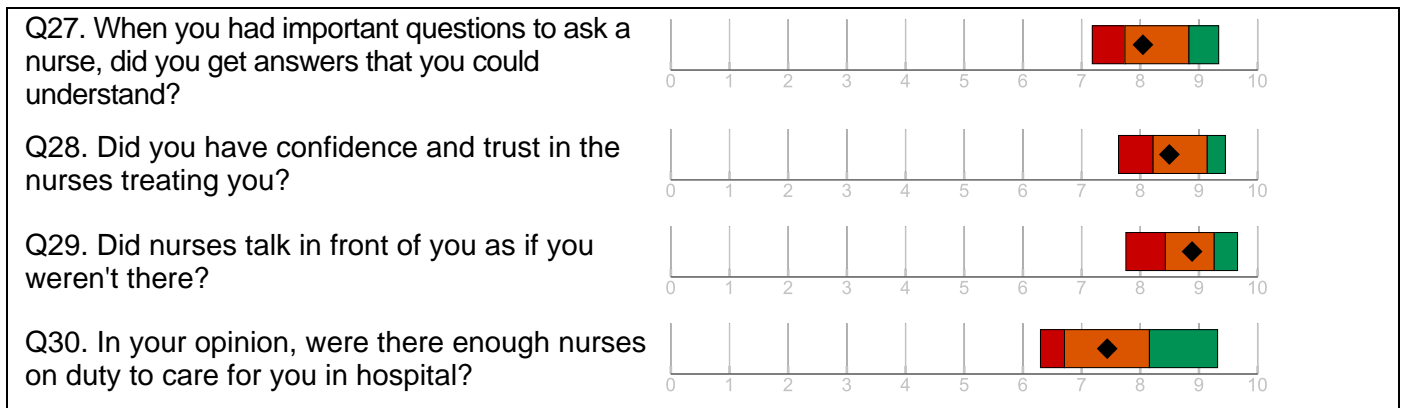 Q27. When you had important questions to ask a
nurse, did you get answers that you could
understand?
0 1 2 3 4 5 6 7 8 9 10
Q28. Did you have confidence and trust in the
nurses treating you?
0 1 2 3 4 5 6 7 8 9 10
Q29. Did nurses talk in front of you as if you
weren't there?
0 1 2 3 4 5 6 7 8 9 10
Q30. In your opinion, were there enough nurses
on duty to care for you in hospital?
0 1 2 3 4 5 6 7 8 9 10